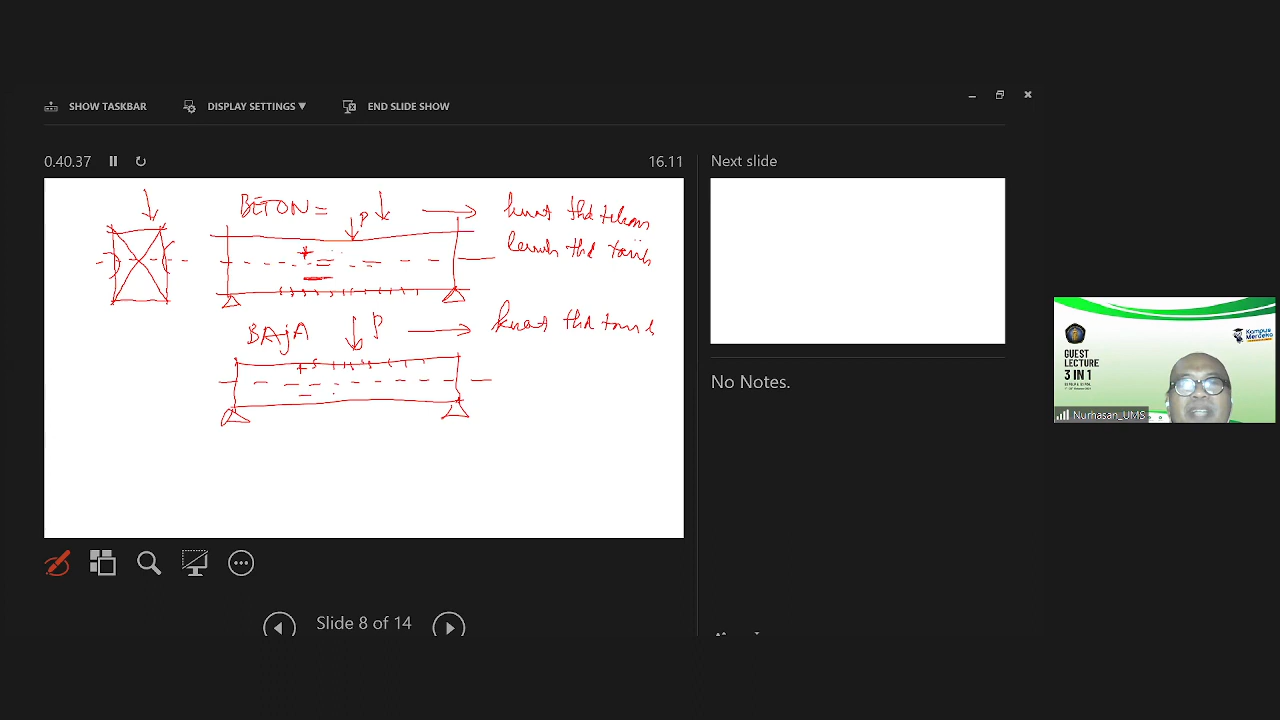 SHOW TASKBAR
DISPLAY SETTINGS ▼
END SLIDE SHOW
0.40.37
16.11
Next slide
BETON =
P
kuat thd tekan
lemah thd tarik
+
BAJA
P
kuat thd tarik
+
No Notes.
GUEST
LECTURE
3 IN 1
Kampus
Merdeka
Nurhasan_UMS
Slide 8 of 14